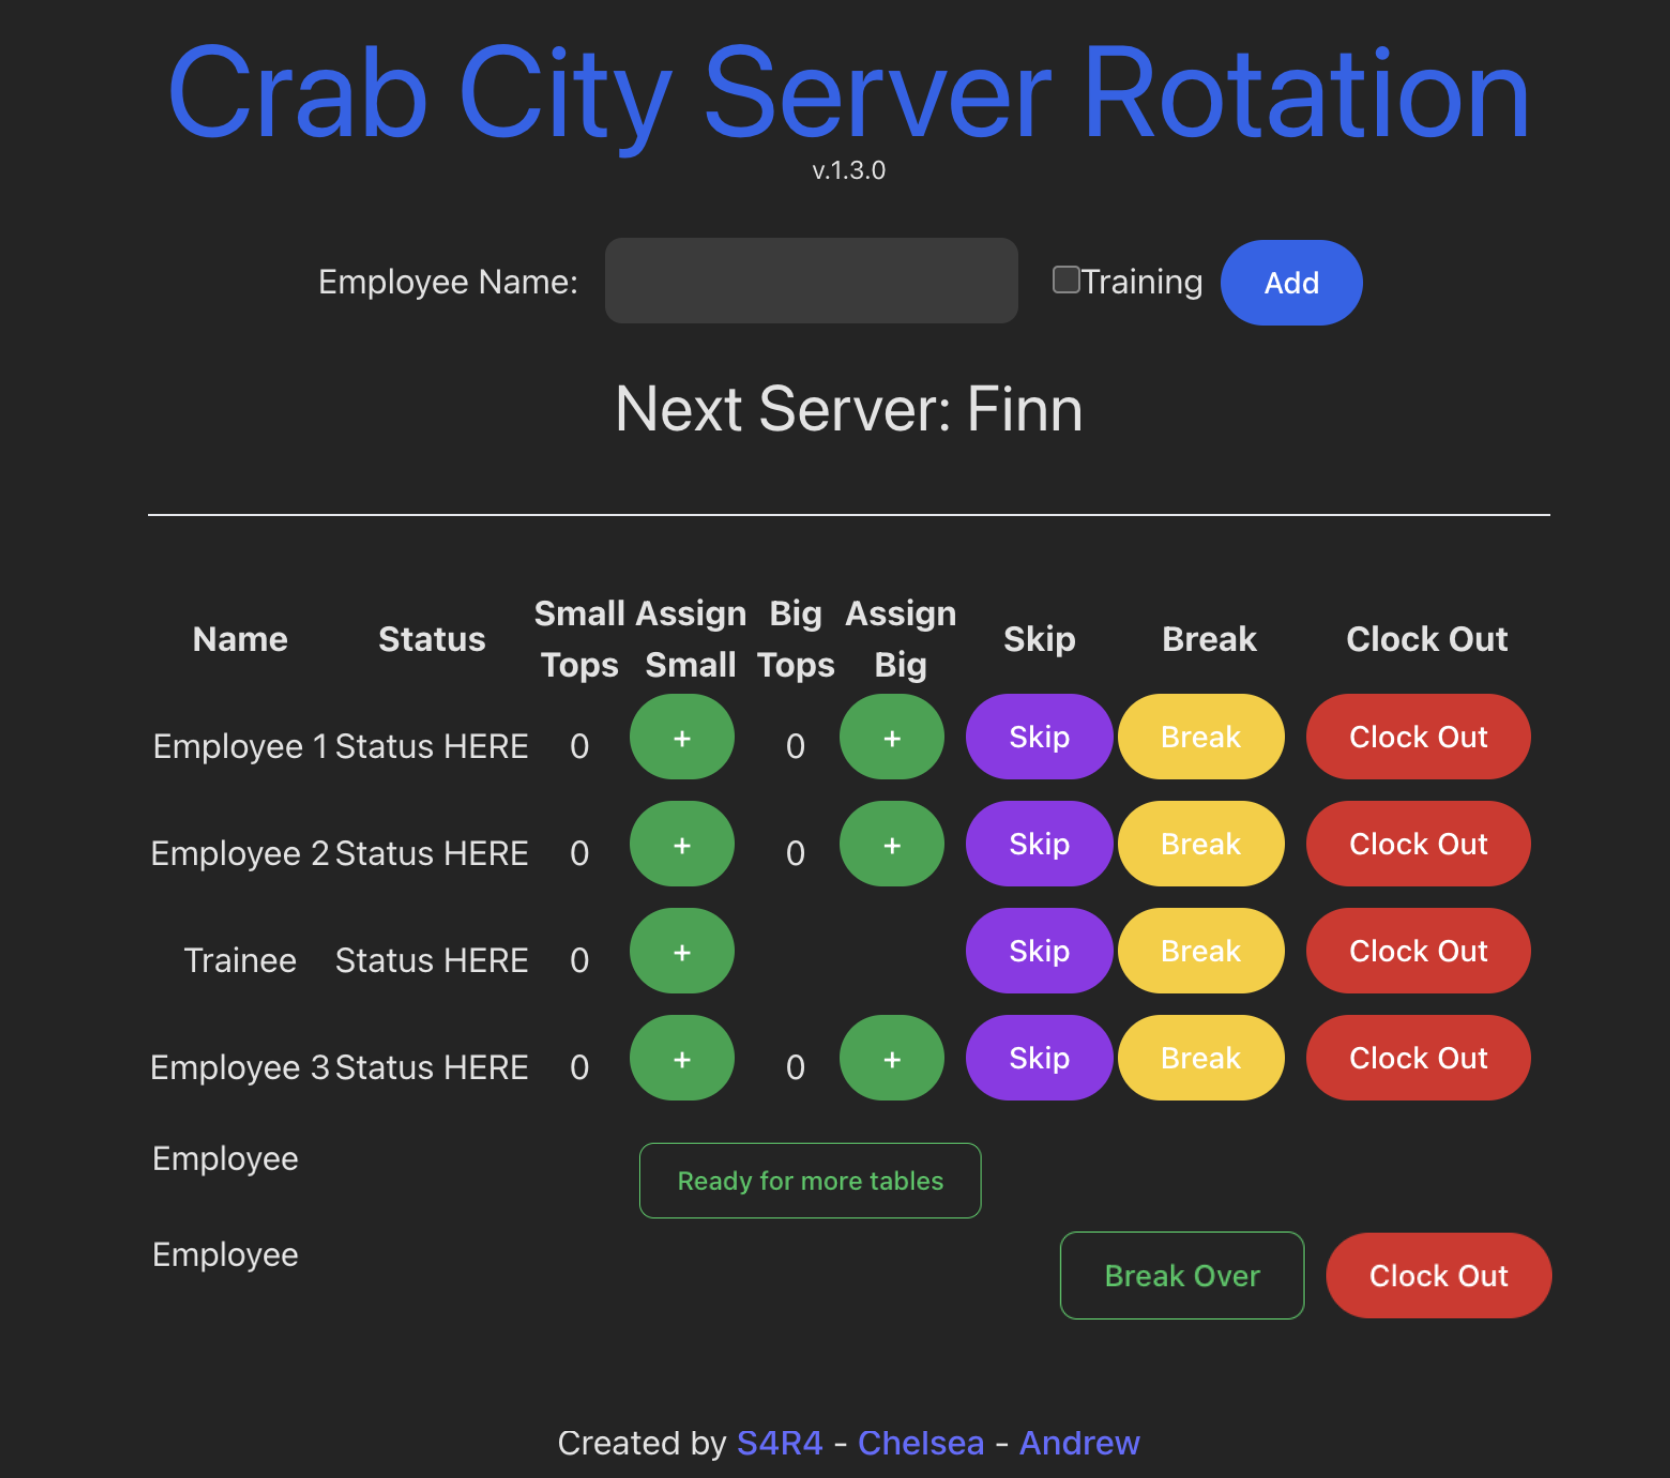 Crab City Server Rotation
v.1.3.0
Employee Name: Training Add
Next Server: Finn
Name Status Small Tops Assign Small Big Tops Assign Big Skip Break Clock Out
Employee 1 Status HERE 0 + 0 + Skip Break Clock Out
Employee 2 Status HERE 0 + 0 + Skip Break Clock Out
Trainee Status HERE 0 + Skip Break Clock Out
Employee 3 Status HERE 0 + 0 + Skip Break Clock Out
Employee Ready for more tables
Employee Break Over Clock Out
Created by S4R4 - Chelsea - Andrew